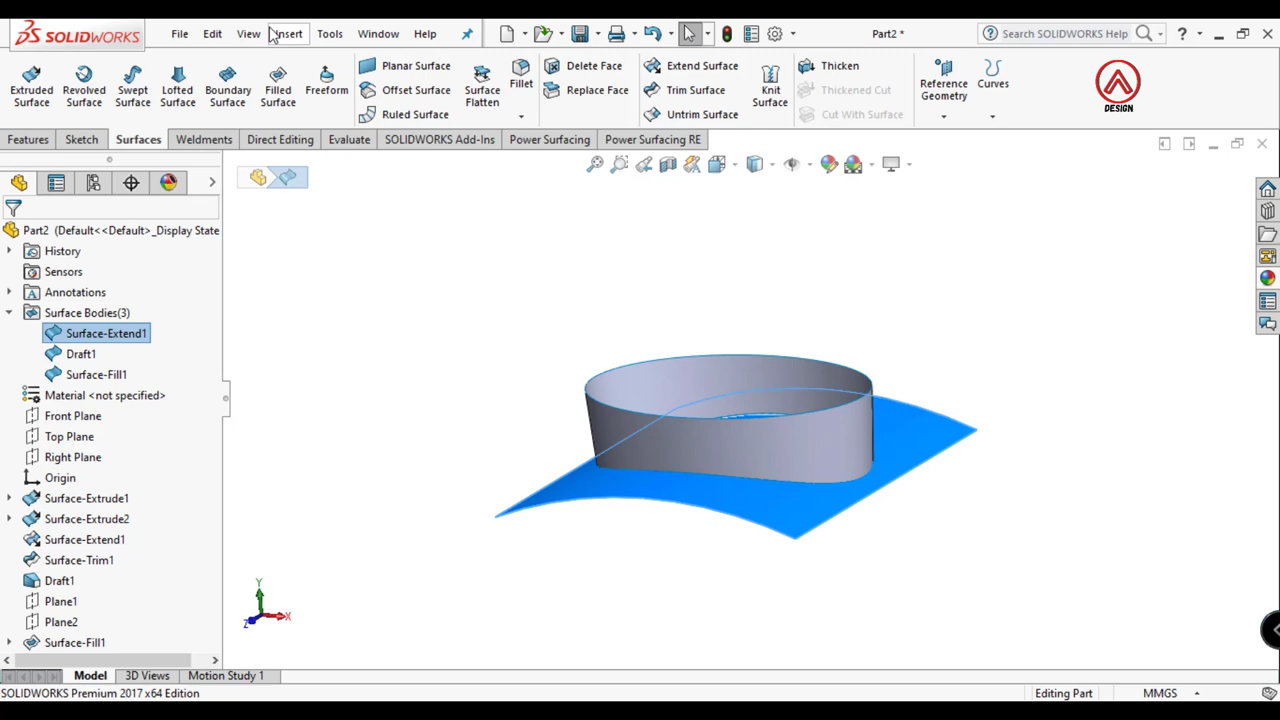 SOLIDWORKS File Edit View Insert Tools Window Help Part2 * Search SOLIDWORKS Help ?
Extruded Surface Revolved Surface Swept Surface Lofted Surface Boundary Surface Filled Surface Freeform Planar Surface Offset Surface Ruled Surface Surface Flatten Fillet Delete Face Replace Face Extend Surface Trim Surface Untrim Surface Knit Surface Thicken Thickened Cut Cut With Surface Reference Geometry Curves
DESIGN
Features Sketch Surfaces Weldments Direct Editing Evaluate SOLIDWORKS Add-Ins Power Surfacing Power Surfacing RE
Part2 (Default<<Default>_Display State
History
Sensors
Annotations
Surface Bodies(3)
Surface-Extend1
Draft1
Surface-Fill1
Material <not specified>
Front Plane
Top Plane
Right Plane
Origin
Surface-Extrude1
Surface-Extrude2
Surface-Extend1
Surface-Trim1
Draft1
Plane1
Plane2
Surface-Fill1
Y
X
Z
Model 3D Views Motion Study 1
SOLIDWORKS Premium 2017 x64 Edition Editing Part MMGS